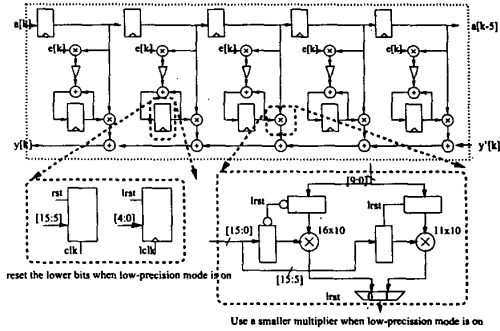 a[k]
a[k-5]
e[k]
e[k]
e[k]
e[k]
e[k]
y[k]
y'[k]
rst
lrst
[15:5]
[4:0]
clk
lclk
reset the lower bits when low-precision mode is on
[9-0]
lrst
lrst
[15:0]
16x10
11x10
[15:5]
lrst
0
1
Use a smaller multiplier when low-precission mode is on